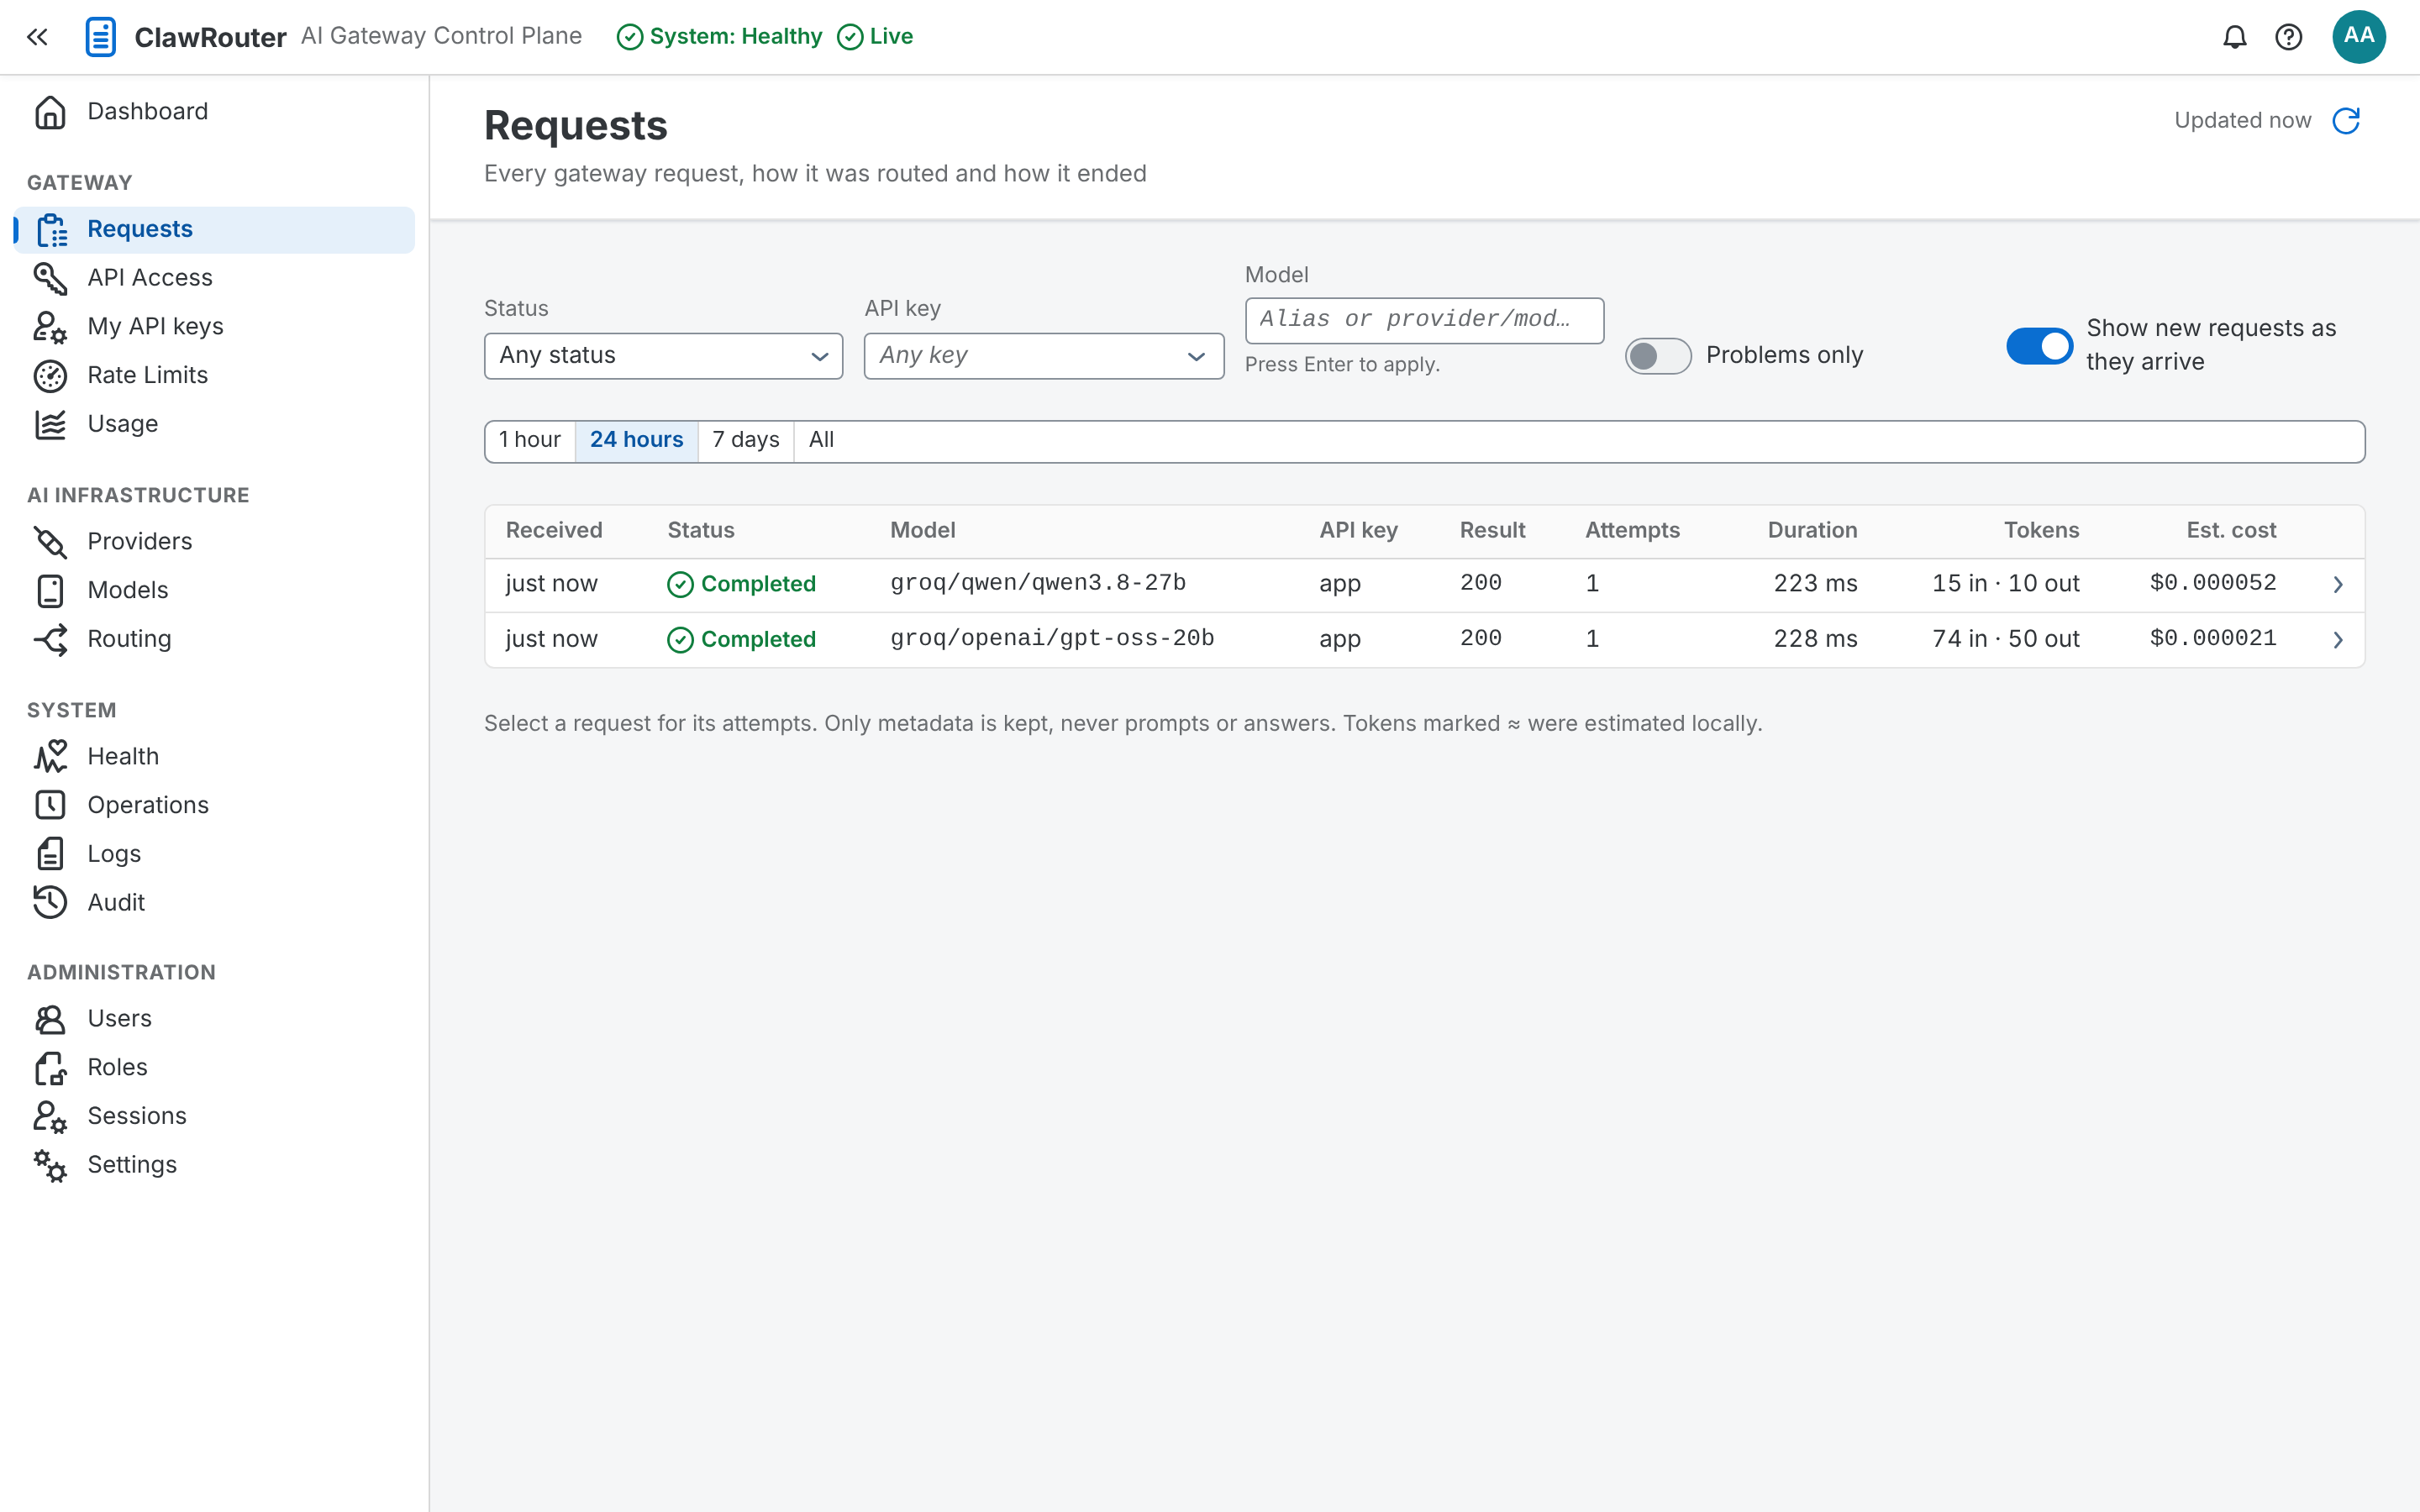 ClawRouter AI Gateway Control Plane System: Healthy Live AA
Dashboard
GATEWAY
Requests
API Access
My API keys
Rate Limits
Usage
AI INFRASTRUCTURE
Providers
Models
Routing
SYSTEM
Health
Operations
Logs
Audit
ADMINISTRATION
Users
Roles
Sessions
Settings
Requests
Updated now
Every gateway request, how it was routed and how it ended
Status
Any status
API key
Any key
Model
Alias or provider/mod…
Press Enter to apply.
Problems only
Show new requests as
they arrive
1 hour 24 hours 7 days All
Received Status Model API key Result Attempts Duration Tokens Est. cost
just now Completed groq/qwen/qwen3.8-27b app 200 1 223 ms 15 in · 10 out $0.000052
just now Completed groq/openai/gpt-oss-20b app 200 1 228 ms 74 in · 50 out $0.000021
Select a request for its attempts. Only metadata is kept, never prompts or answers. Tokens marked ≈ were estimated locally.